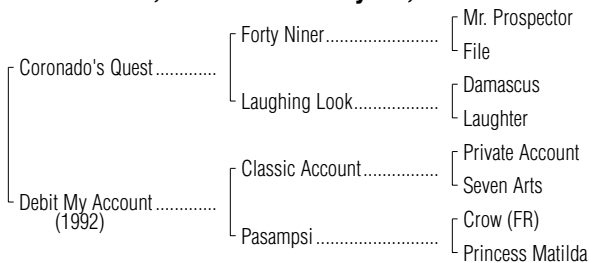 Mr. Prospector
Forty Niner........................
File
Coronado's Quest.............
Damascus
Laughing Look..................
Laughter
Private Account
Classic Account................
Seven Arts
Debit My Account.............
(1992)
Crow (FR)
Pasampsi..........................
Princess Matilda